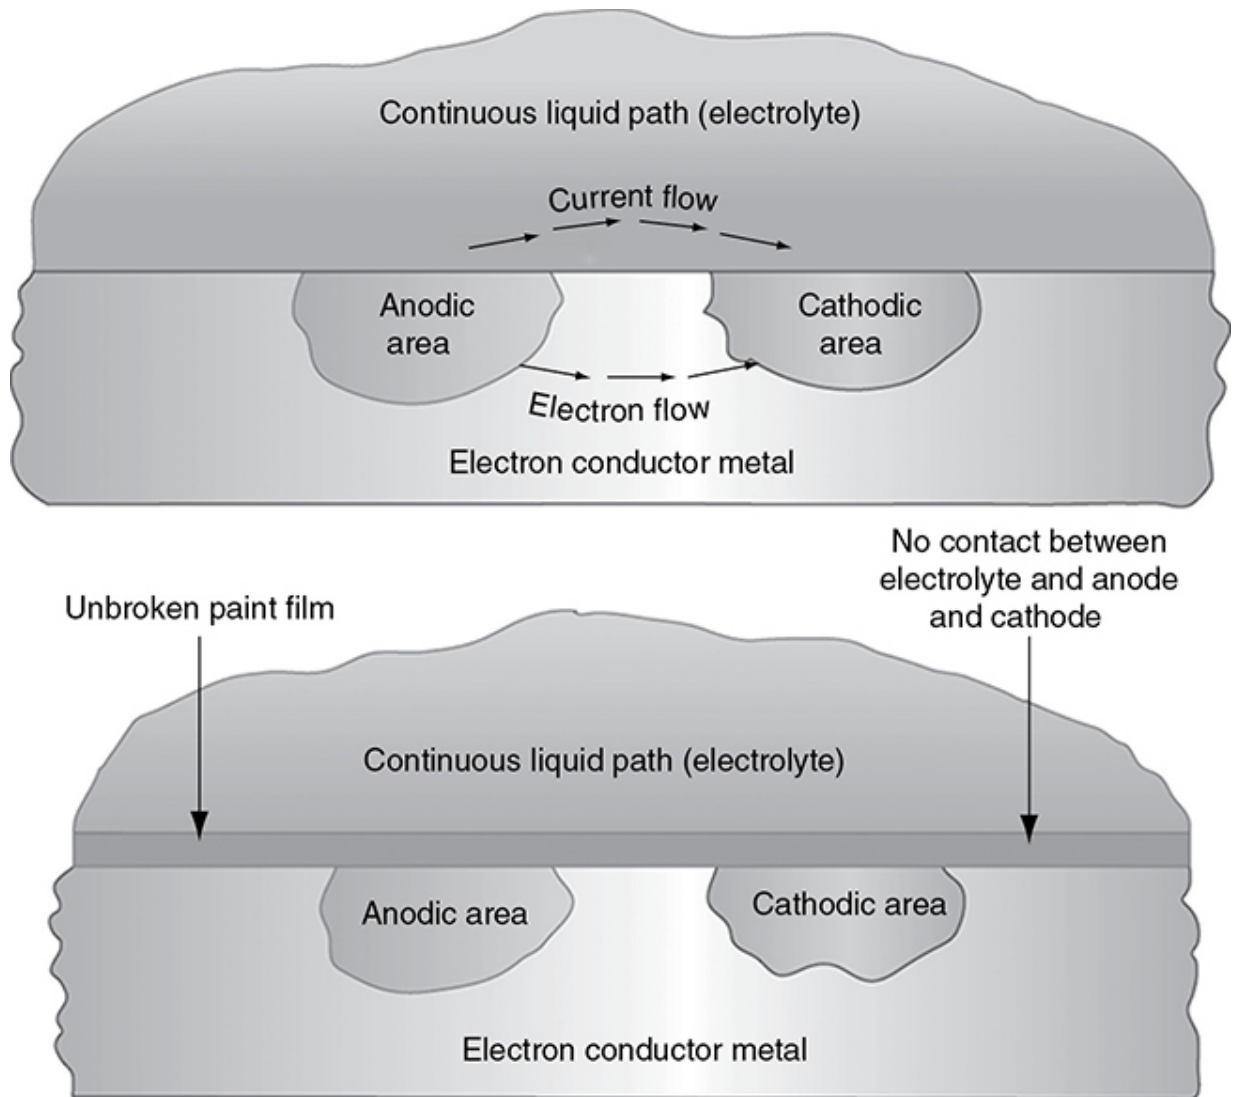 Continuous liquid path (electrolyte)
Current flow
Anodic
area
Cathodic
area
Electron flow
Electron conductor metal
No contact between
electrolyte and anode
and cathode
Unbroken paint film
Continuous liquid path (electrolyte)
Anodic area
Cathodic area
Electron conductor metal